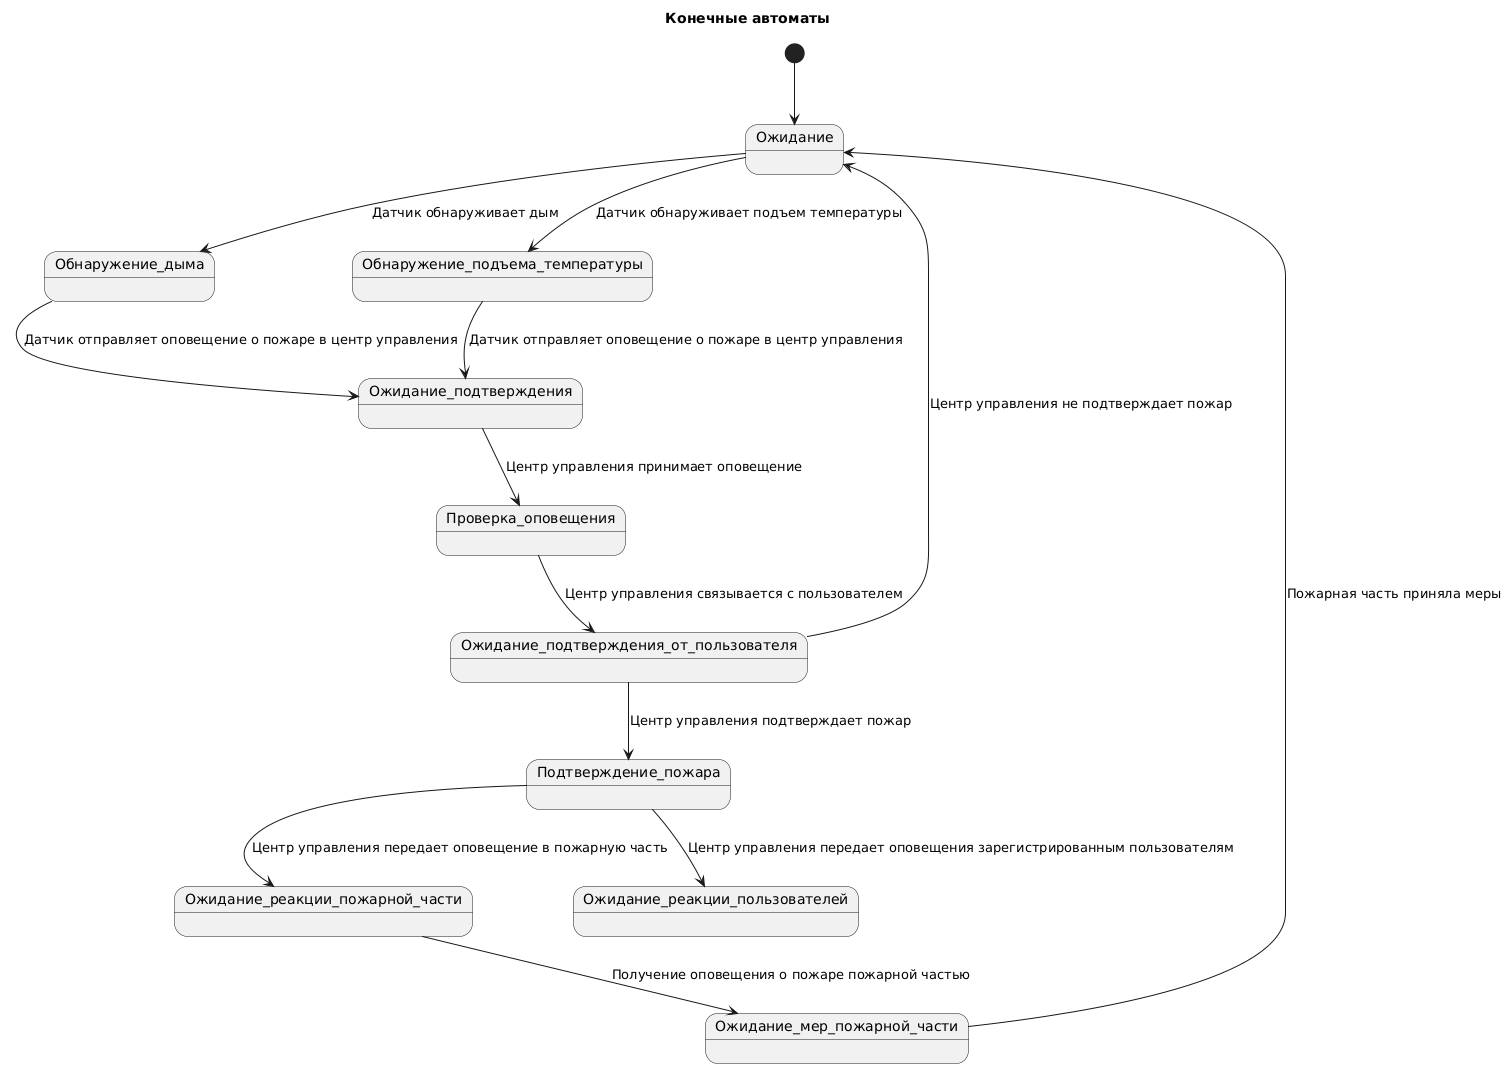 Конечные автоматы
Ожидание
Датчик обнаруживает дым
Датчик обнаруживает подъем температуры
Обнаружение_дыма
Обнаружение_подъема_температуры
Датчик отправляет оповещение о пожаре в центр управления
Датчик отправляет оповещение о пожаре в центр управления
Ожидание_подтверждения
Центр управления не подтверждает пожар
Центр управления принимает оповещение
Проверка_оповещения
Центр управления связывается с пользователем
Пожарная часть приняла меры
Ожидание_подтверждения_от_пользователя
Центр управления подтверждает пожар
Подтверждение_пожара
Центр управления передает оповещение в пожарную часть
Центр управления передает оповещения зарегистрированным пользователям
Ожидание_реакции_пожарной_части
Ожидание_реакции_пользователей
Получение оповещения о пожаре пожарной частью
Ожидание_мер_пожарной_части